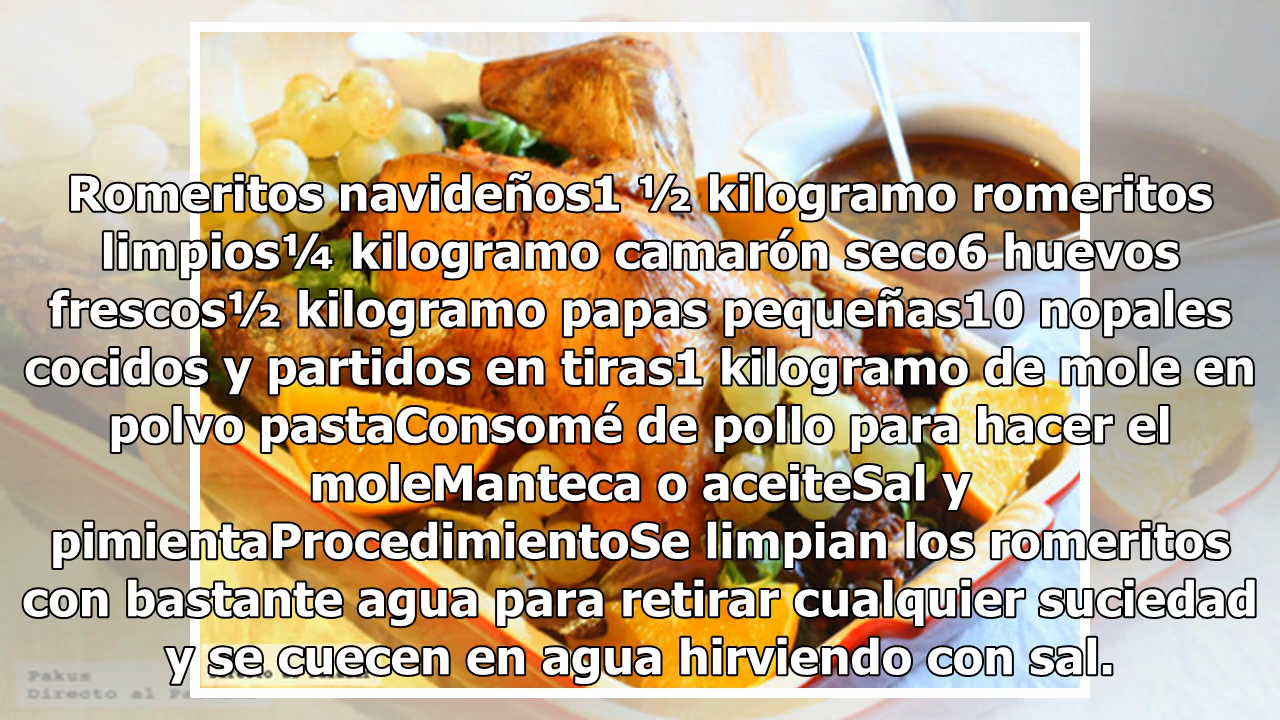 Romeritos navideños1 ½ kilogramo romeritos
limpios¼ kilogramo camarón seco6 huevos
frescos½ kilogramo papas pequeñas10 nopales
cocidos y partidos en tiras1 kilogramo de mole en
polvo pastaConsomé de pollo para hacer el
moleManteca o aceiteSal y
pimientaProcedimientoSe limpian los romeritos
con bastante agua para retirar cualquier suciedad
y se cuecen en agua hirviendo con sal.
Pakus
Directo al